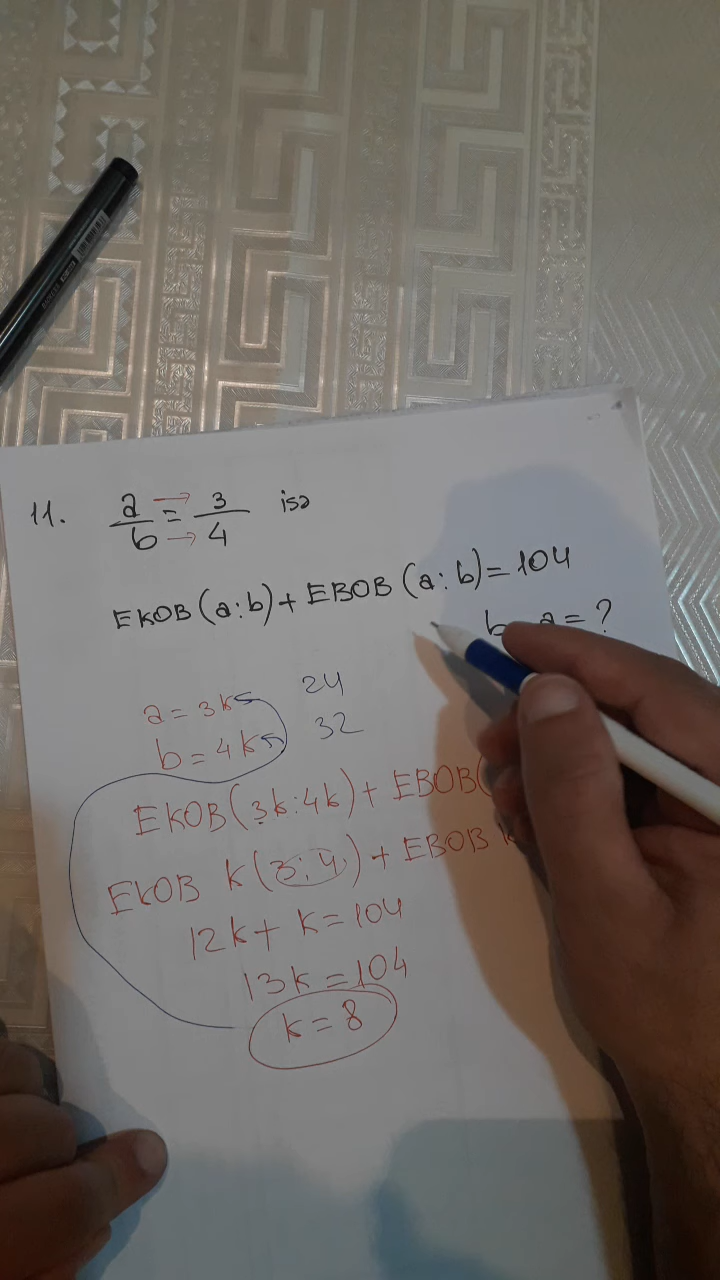 11. a/b = 3/4 isə
EKOB (a:b) + EBOB (a:b) = 104
b a = ?
a = 3k 24
b = 4k 32
EKOB (3k:4k) + EBOB(
EKOB k(3:4) + EBOB k
12k + k = 104
13k = 104
k = 8